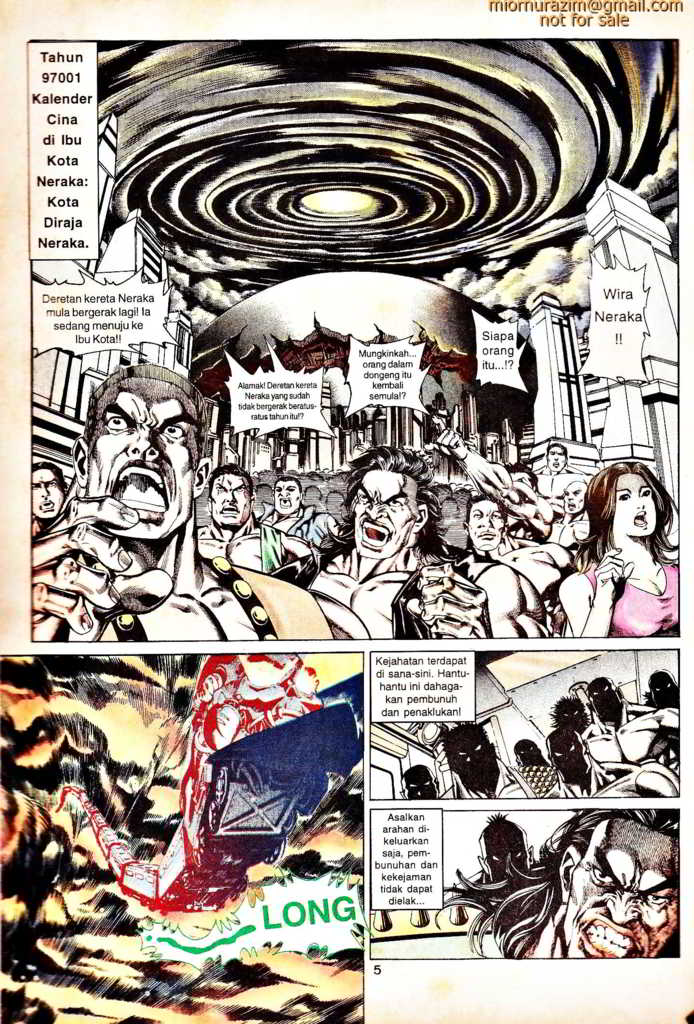 miornurazim@gmail.com
not for sale
Tahun
97001
Kalender
Cina
di Ibu
Kota
Neraka:
Kota
Diraja
Neraka.
Deretan kereta Neraka
mula bergerak lagi! Ia
sedang menuju ke
Ibu Kota!!
Alamak! Deretan kereta
Neraka yang sudah
tidak bergerak beratus-
ratus tahun itu!?
Mungkinkah...
orang dalam
dongeng itu
kembali
semula!?
Siapa
orang
itu...!?
Wira
Neraka
!!
LONG
Kejahatan terdapat
di sana-sini. Hantu-
hantu ini dahaga-
kan pembunuh
dan penaklukan!
Asalkan
arahan di-
keluarkan
saja, pem-
bunuhan dan
kekejaman
tidak dapat
dielak...
5